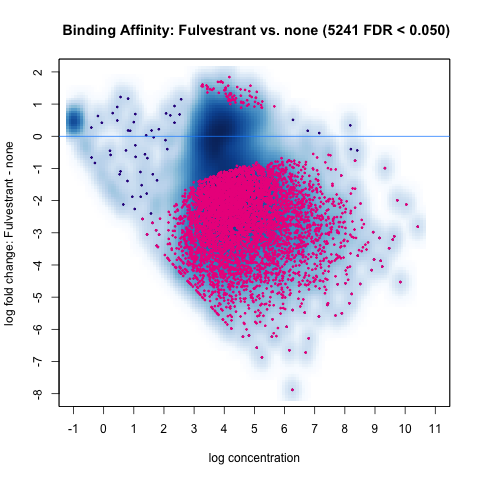 Binding Affinity: Fulvestrant vs. none (5241 FDR < 0.050)
log fold change: Fulvestrant - none
2
1
0
-1
-2
-3
-4
-5
-6
-7
-8
-1 0 1 2 3 4 5 6 7 8 9 10 11
log concentration